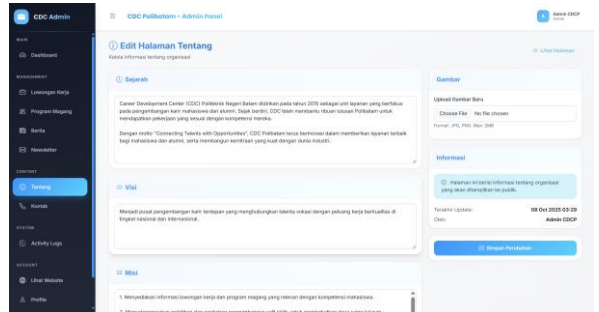 CDC Admin
CDC Polibatam - Admin Panel
Admin CDCP
MAIN
Dashboard
MANAGEMENT
Lowongan Kerja
Program Magang
Berita
Newsletter
CONTENT
Tentang
Kontak
SYSTEM
Activity Logs
ACCOUNT
Lihat Website
Profile
Edit Halaman Tentang
Kelola informasi tentang organisasi
Lihat Halaman
Sejarah
Career Development Center (CDC) Politeknik Negeri Batam didirikan pada tahun 2015 sebagai unit layanan yang berfokus
pada pengembangan karir mahasiswa dan alumni. Sejak berdiri, CDC telah membantu ribuan lulusan Polibatam untuk
mendapatkan pekerjaan yang sesuai dengan kompetensi mereka.
Dengan motto "Connecting Talents with Opportunities", CDC Polibatam terus berinovasi dalam memberikan layanan terbaik
bagi mahasiswa dan alumni, serta membangun kemitraan yang kuat dengan dunia industri.
Visi
Menjadi pusat pengembangan karir terdepan yang menghubungkan talenta vokasi dengan peluang kerja berkualitas di
tingkat nasional dan internasional.
Misi
1. Menyediakan informasi lowongan kerja dan program magang yang relevan dengan kompetensi mahasiswa.
Gambar
Upload Gambar Baru
Choose File No file chosen
Format: JPG, PNG. Max: 2MB
Informasi
Halaman ini berisi informasi tentang organisasi
yang akan ditampilkan ke publik.
Terakhir Update: 08 Oct 2025 03:29
Oleh: Admin CDCP
Simpan Perubahan